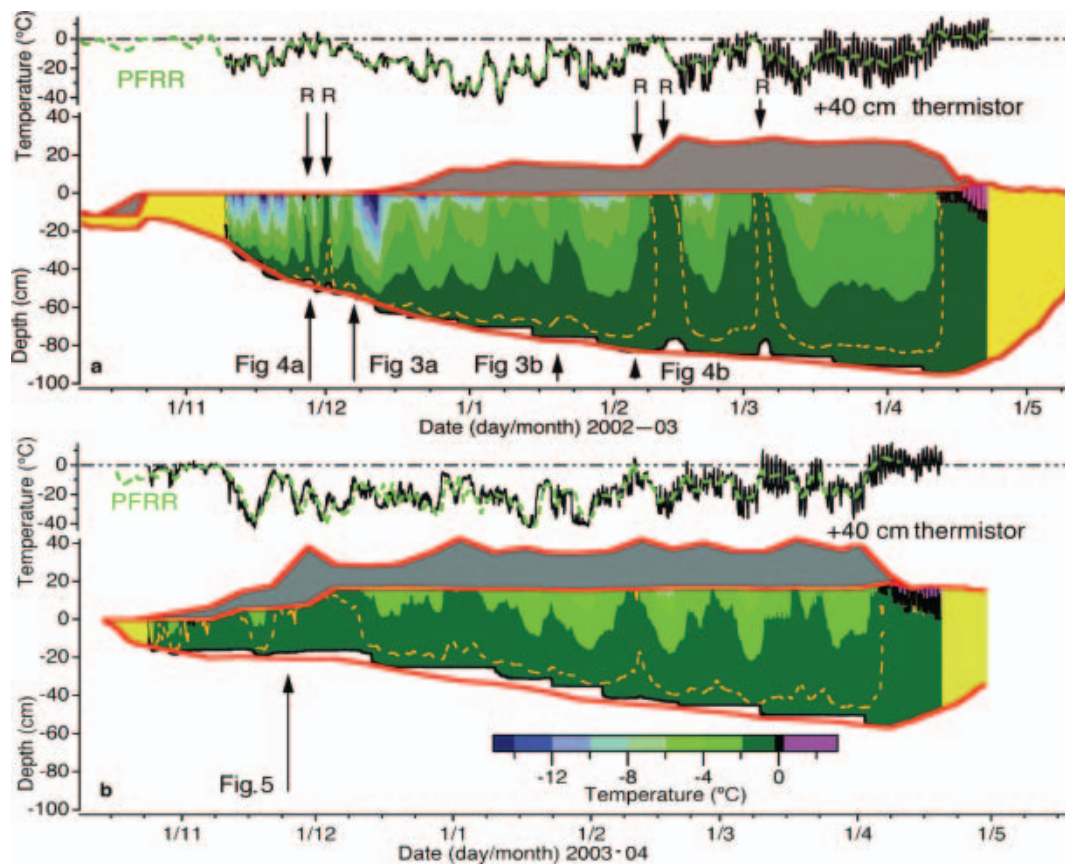 Temperature (°C)
0
-20
-40
PFRR
R R R R R
+40 cm thermistor
40
20
0
-20
-40
-60
-80
-100
Depth (cm)
a
Fig 4a
Fig 3a
Fig 3b
Fig 4b
1/11 1/12 1/1 1/2 1/3 1/4 1/5
Date (day/month) 2002—03
Temperature (°C)
0
-20
-40
PFRR
+40 cm thermistor
40
20
0
-20
-40
-60
-80
-100
Depth (cm)
b
Fig.5
-12 -8 -4 0
Temperature (°C)
1/11 1/12 1/1 1/2 1/3 1/4 1/5
Date (day/month) 2003-04